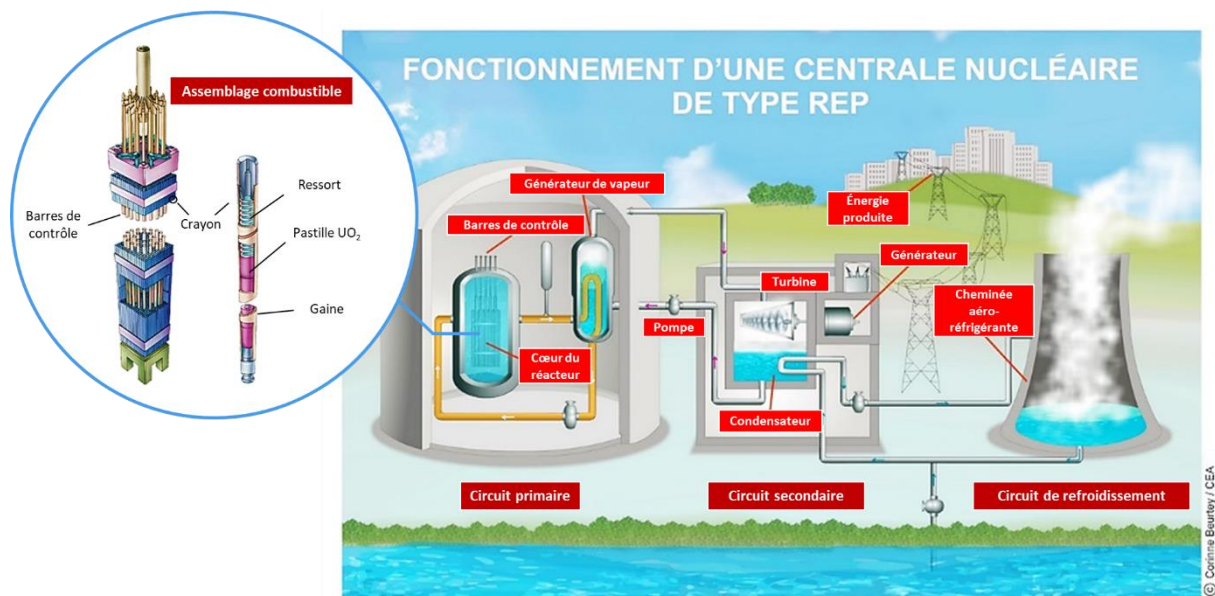 Assemblage combustible
Ressort
Barres de
contrôle
Crayon
Pastille UO₂
Gaine
FONCTIONNEMENT D'UNE CENTRALE NUCLÉAIRE
DE TYPE REP
Générateur de vapeur
Énergie
produite
Barres de contrôle
Générateur
Turbine
Cheminée
aéro-
réfrigérante
Pompe
Cœur du
réacteur
Condensateur
Circuit primaire
Circuit secondaire
Circuit de refroidissement
© Corinne Beurtey / CEA